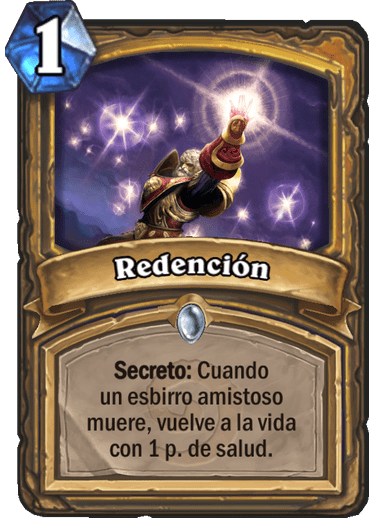 1
Redención
Secreto: Cuando
un esbirro amistoso
muere, vuelve a la vida
con 1 p. de salud.